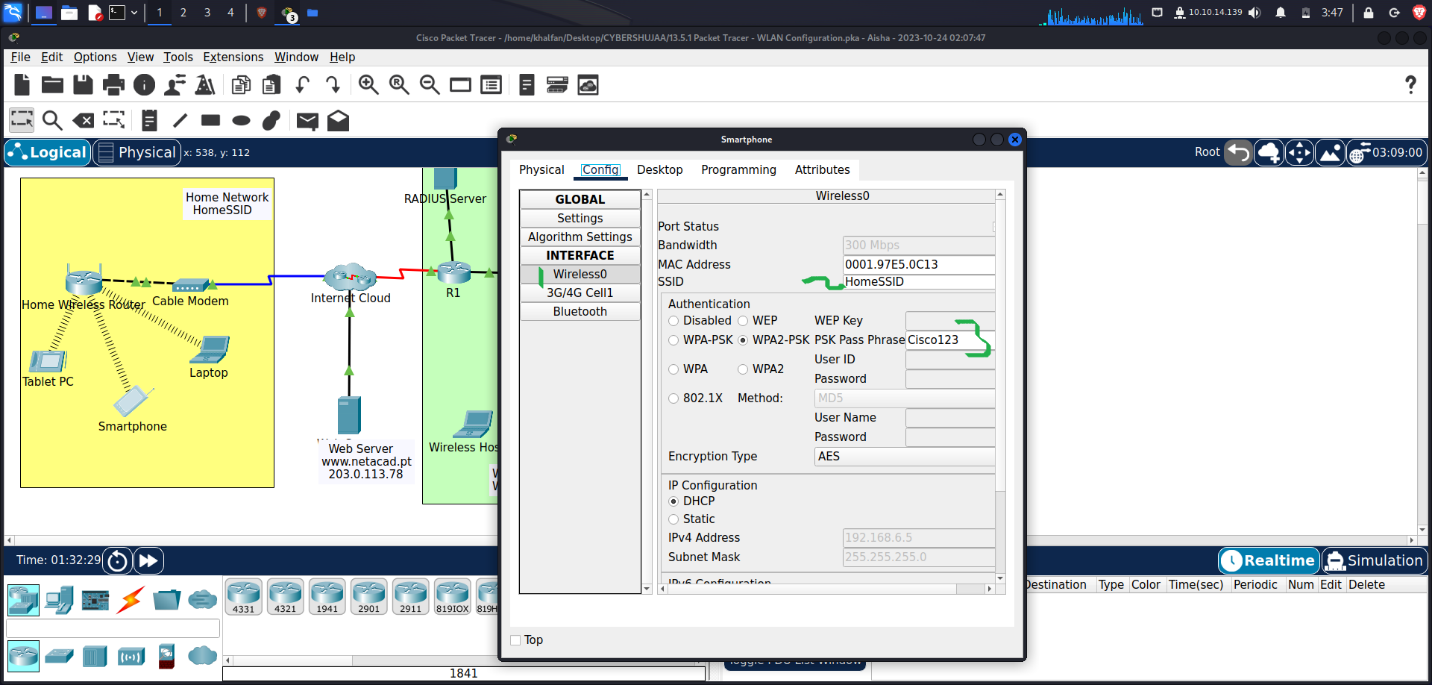 1 2 3 4
3
10.10.14.139
3:47
Cisco Packet Tracer - /home/khalfan/Desktop/CYBERSHUJAA/13.5.1 Packet Tracer - WLAN Configuration.pka - Aisha - 2023-10-24 02:07:47
File Edit Options View Tools Extensions Window Help
?
Logical Physical x: 538, y: 112
Root 03:09:00
Home Network
HomeSSID
RADIUS Server
Home Wireless Router
Cable Modem
Internet Cloud
R1
Tablet PC
Laptop
Smartphone
Web Server
www.netacad.pt
203.0.113.78
Wireless Hos
W
W
Smartphone
Physical Config Desktop Programming Attributes
GLOBAL
Settings
Algorithm Settings
INTERFACE
Wireless0
3G/4G Cell1
Bluetooth
Wireless0
Port Status
Bandwidth 300 Mbps
MAC Address 0001.97E5.0C13
SSID HomeSSID
Authentication
Disabled WEP WEP Key
WPA-PSK WPA2-PSK PSK Pass Phrase Cisco123
User ID
WPA WPA2
Password
802.1X Method: MD5
User Name
Password
Encryption Type AES
IP Configuration
DHCP
Static
IPv4 Address 192.168.6.5
Subnet Mask 255.255.255.0
IPv6 Configuration
Top
Time: 01:32:29
Realtime Simulation
4331 4321 1941 2901 2911 819IOX 819H
1841
Destination Type Color Time(sec) Periodic Num Edit Delete
Toggle PDU List Window